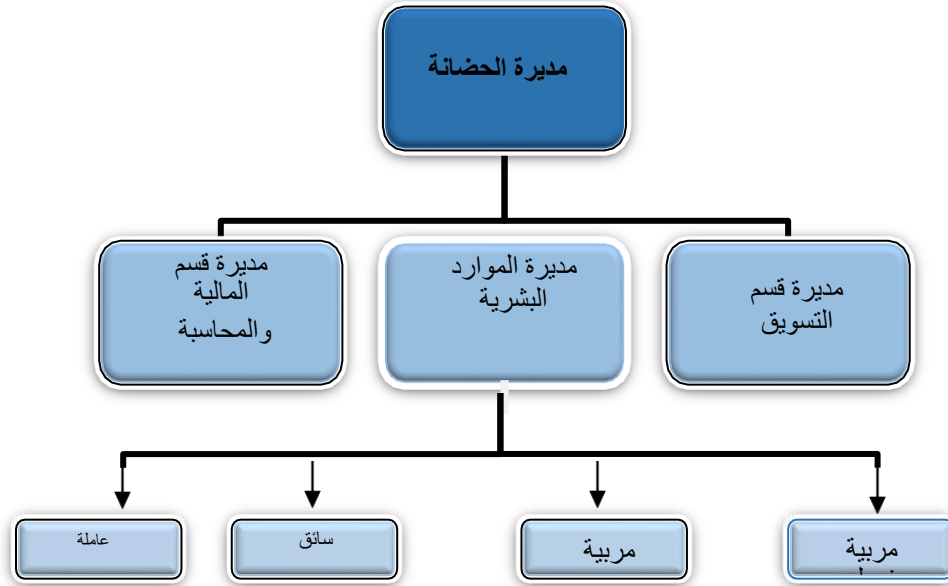 مديرة الحضانة
مديرة قسم
التسويق
مديرة الموارد
البشرية
مديرة قسم
المالية
والمحاسبة
مربية
مربية
سائق
عاملة